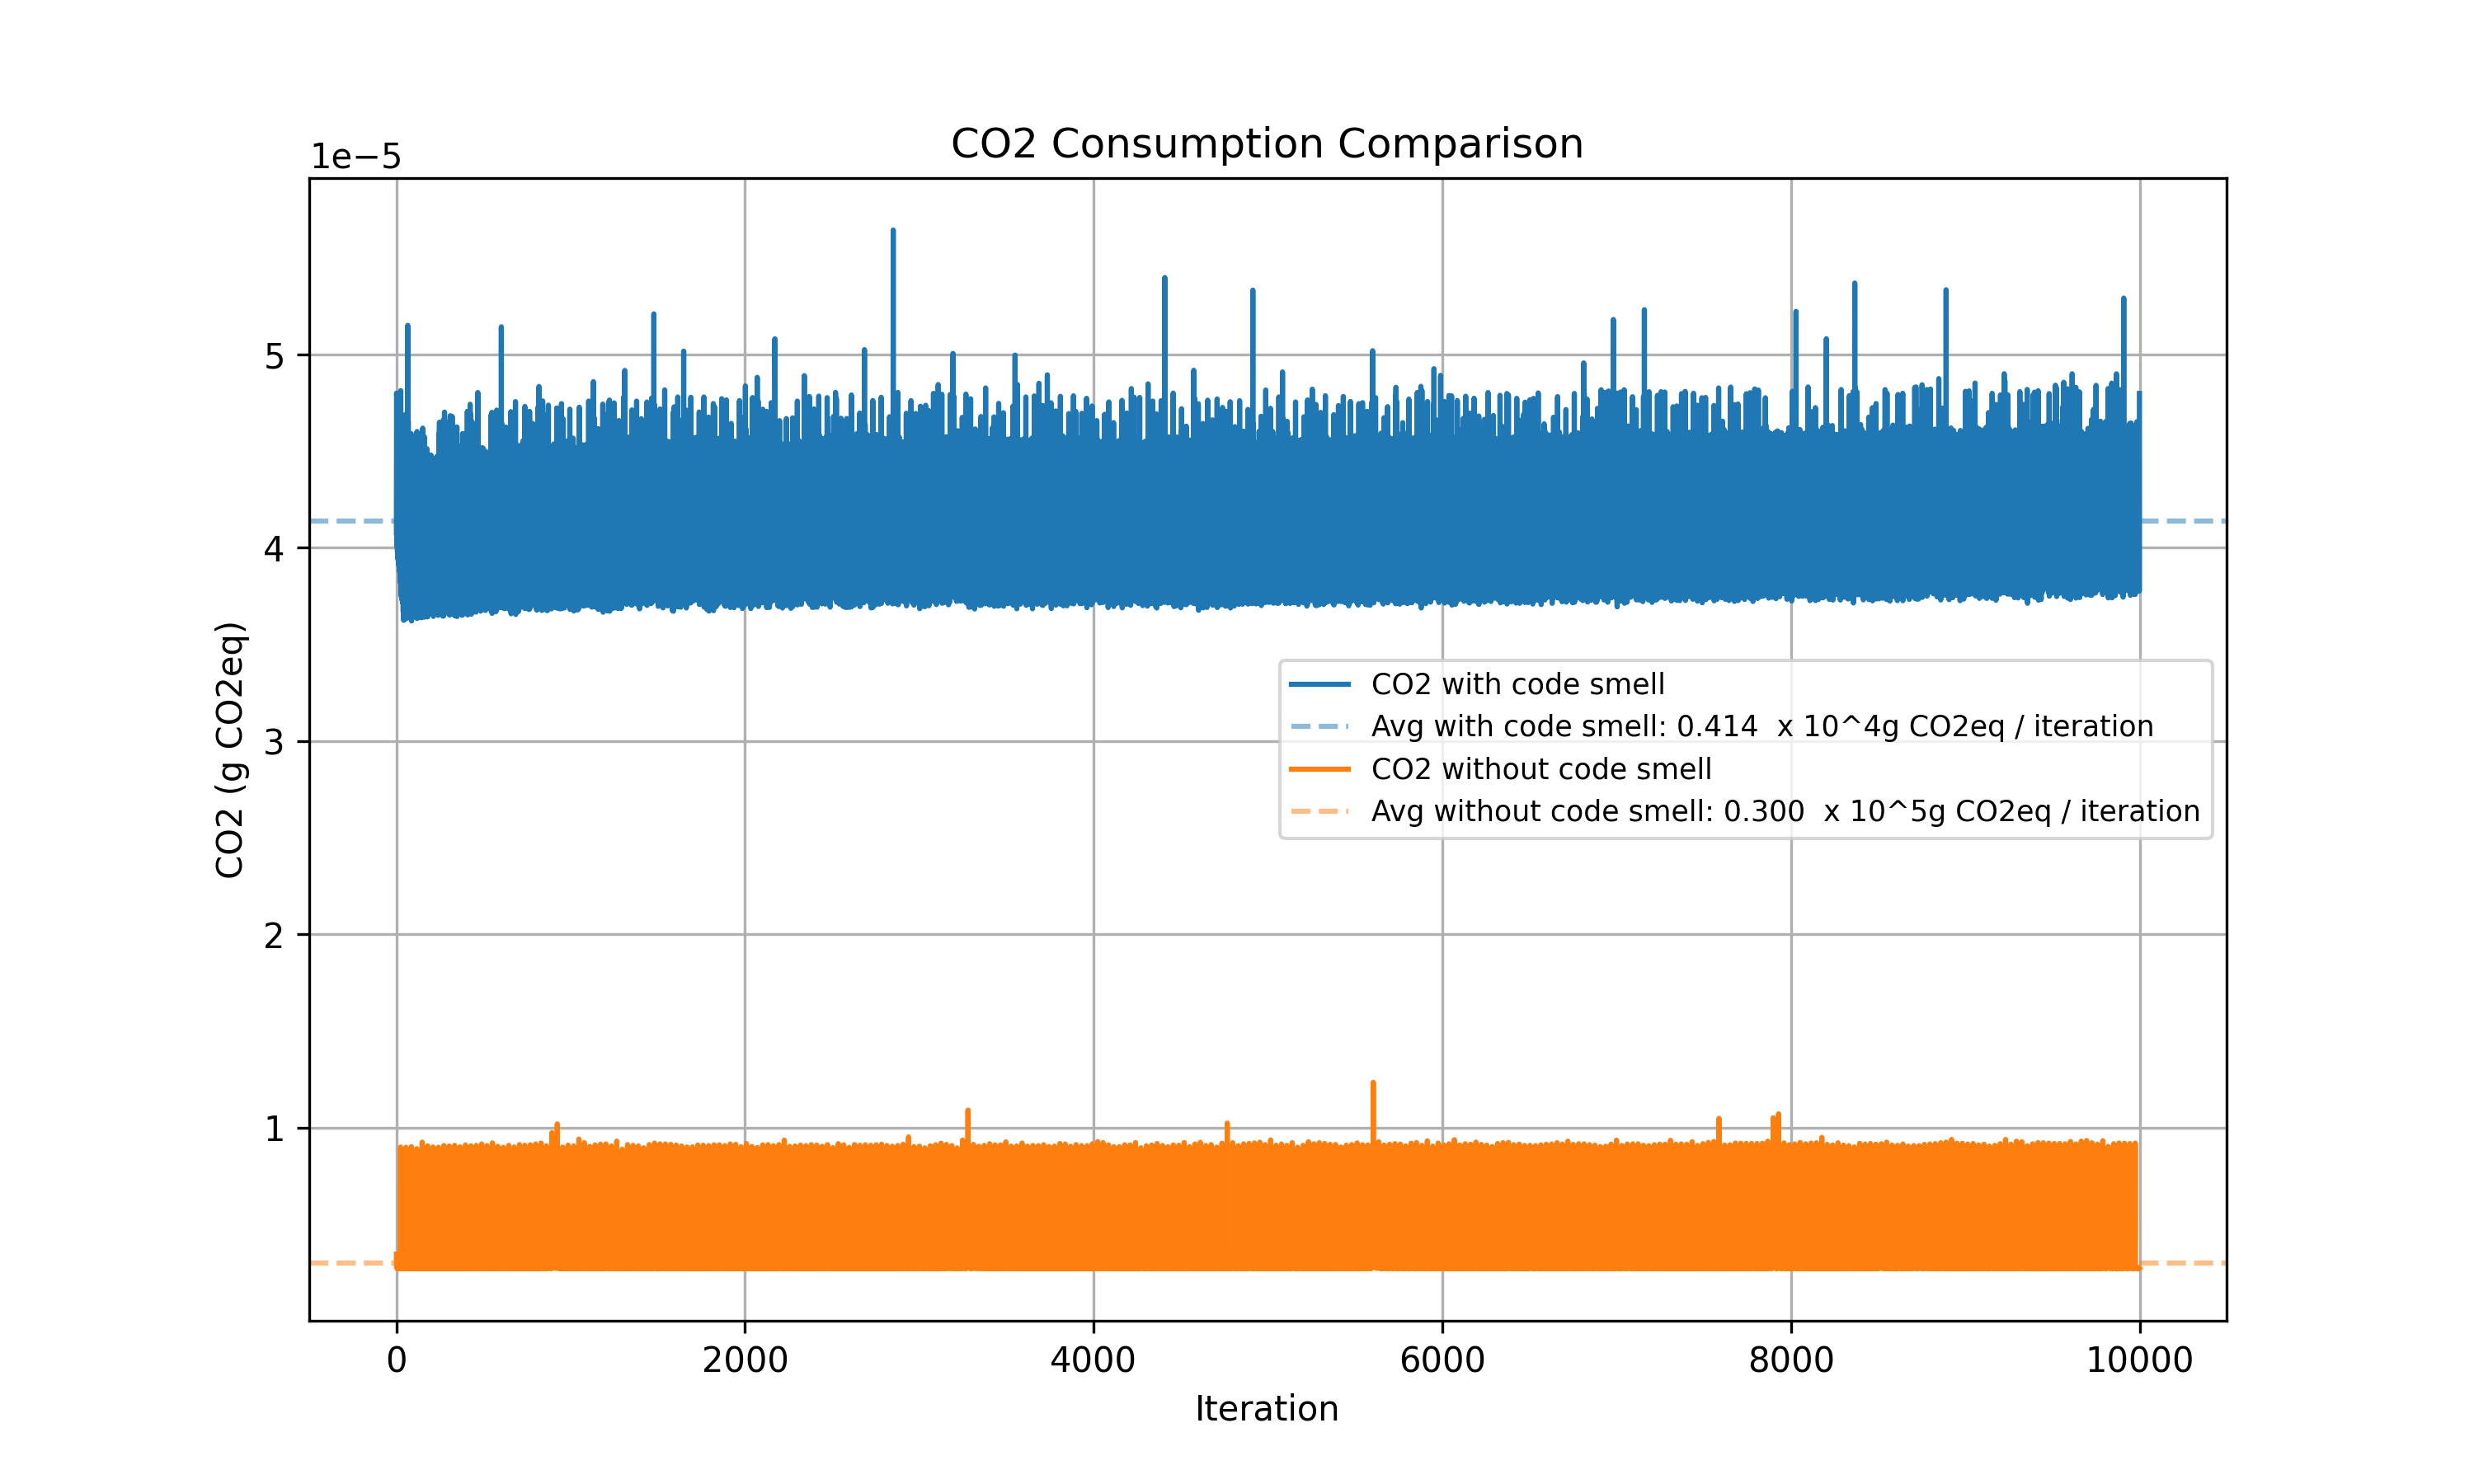 CO2 Consumption Comparison
1e−5
5
4
3
2
1
CO2 (g CO2eq)
CO2 with code smell
Avg with code smell: 0.414  x 10^4g CO2eq / iteration
CO2 without code smell
Avg without code smell: 0.300  x 10^5g CO2eq / iteration
0 2000 4000 6000 8000 10000
Iteration